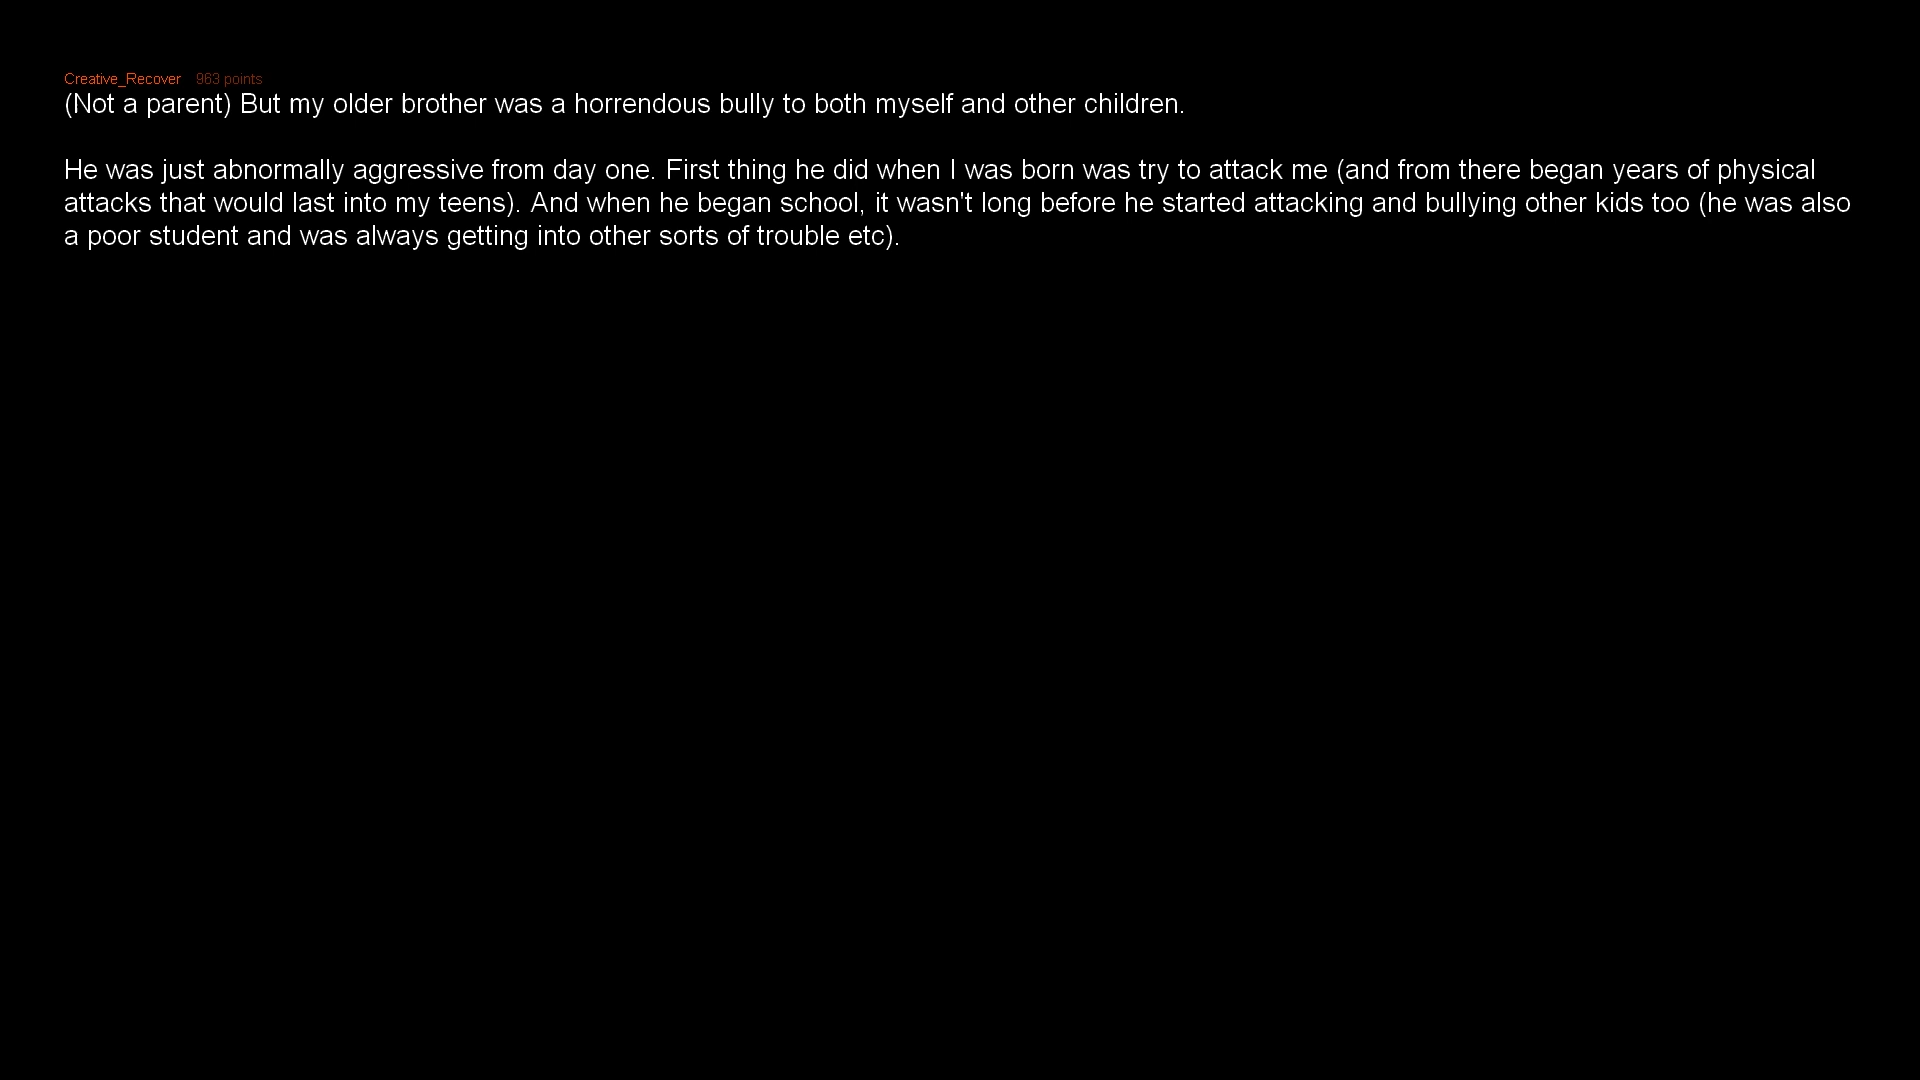 Creative_Recover 963 points
(Not a parent) But my older brother was a horrendous bully to both myself and other children.
He was just abnormally aggressive from day one. First thing he did when I was born was try to attack me (and from there began years of physical
attacks that would last into my teens). And when he began school, it wasn't long before he started attacking and bullying other kids too (he was also
a poor student and was always getting into other sorts of trouble etc).